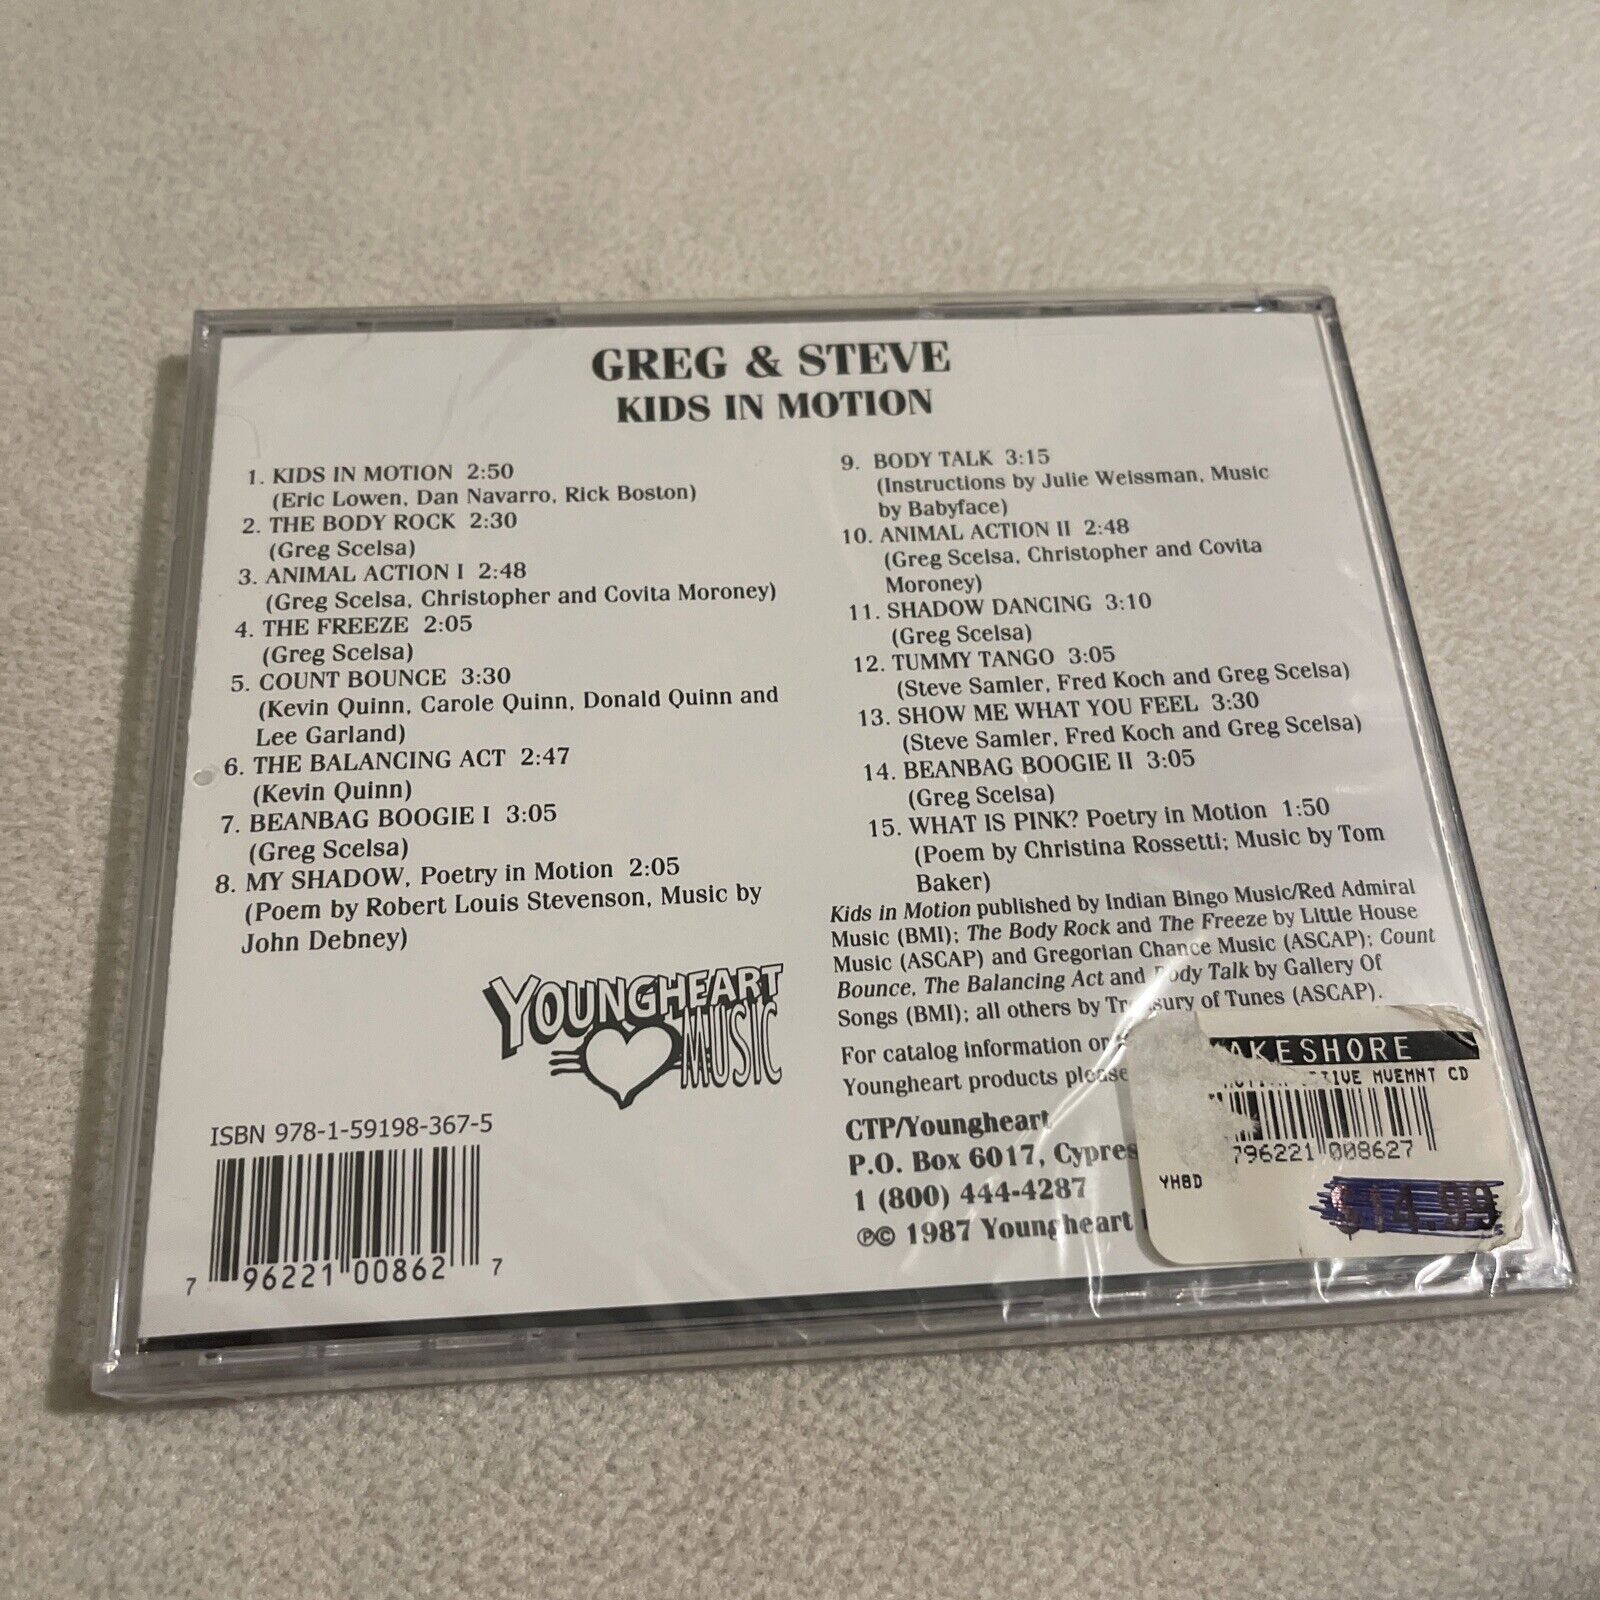 GREG & STEVE
KIDS IN MOTION
1. KIDS IN MOTION 2:50
(Eric Lowen, Dan Navarro, Rick Boston)
2. THE BODY ROCK 2:30
(Greg Scelsa)
3. ANIMAL ACTION I 2:48
(Greg Scelsa, Christopher and Covita Moroney)
4. THE FREEZE 2:05
(Greg Scelsa)
5. COUNT BOUNCE 3:30
(Kevin Quinn, Carole Quinn, Donald Quinn and
Lee Garland)
6. THE BALANCING ACT 2:47
(Kevin Quinn)
7. BEANBAG BOOGIE I 3:05
(Greg Scelsa)
8. MY SHADOW, Poetry in Motion 2:05
(Poem by Robert Louis Stevenson, Music by
John Debney)
9. BODY TALK 3:15
(Instructions by Julie Weissman, Music
by Babyface)
10. ANIMAL ACTION II 2:48
(Greg Scelsa, Christopher and Covita
Moroney)
11. SHADOW DANCING 3:10
(Greg Scelsa)
12. TUMMY TANGO 3:05
(Steve Samler, Fred Koch and Greg Scelsa)
13. SHOW ME WHAT YOU FEEL 3:30
(Steve Samler, Fred Koch and Greg Scelsa)
14. BEANBAG BOOGIE II 3:05
(Greg Scelsa)
15. WHAT IS PINK? Poetry in Motion 1:50
(Poem by Christina Rossetti; Music by Tom
Baker)
Kids in Motion published by Indian Bingo Music/Red Admiral
Music (BMI); The Body Rock and The Freeze by Little House
Music (ASCAP) and Gregorian Chance Music (ASCAP); Count
Bounce, The Balancing Act and Body Talk by Gallery Of
Songs (BMI); all others by Treasury of Tunes (ASCAP).
For catalog information or
Youngheart products please
CTP/Youngheart
P.O. Box 6017, Cypres
1 (800) 444-4287
℗© 1987 Youngheart
YOUNGHEART
MUSIC
ISBN 978-1-59198-367-5
7 96221 00862 7
AKESHORE
MVEMNT CD
796221 008627
YH8D
$14.99